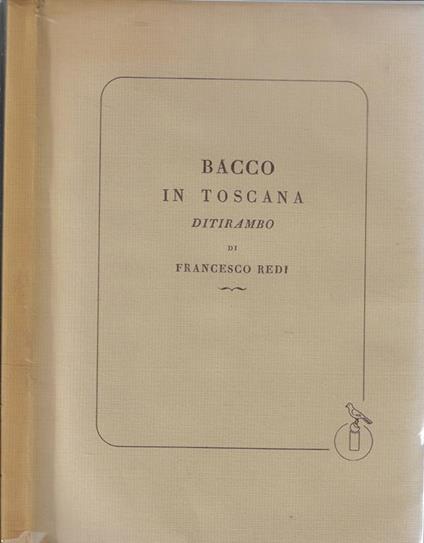 BACCO
IN TOSCANA
DITIRAMBO
DI
FRANCESCO REDI